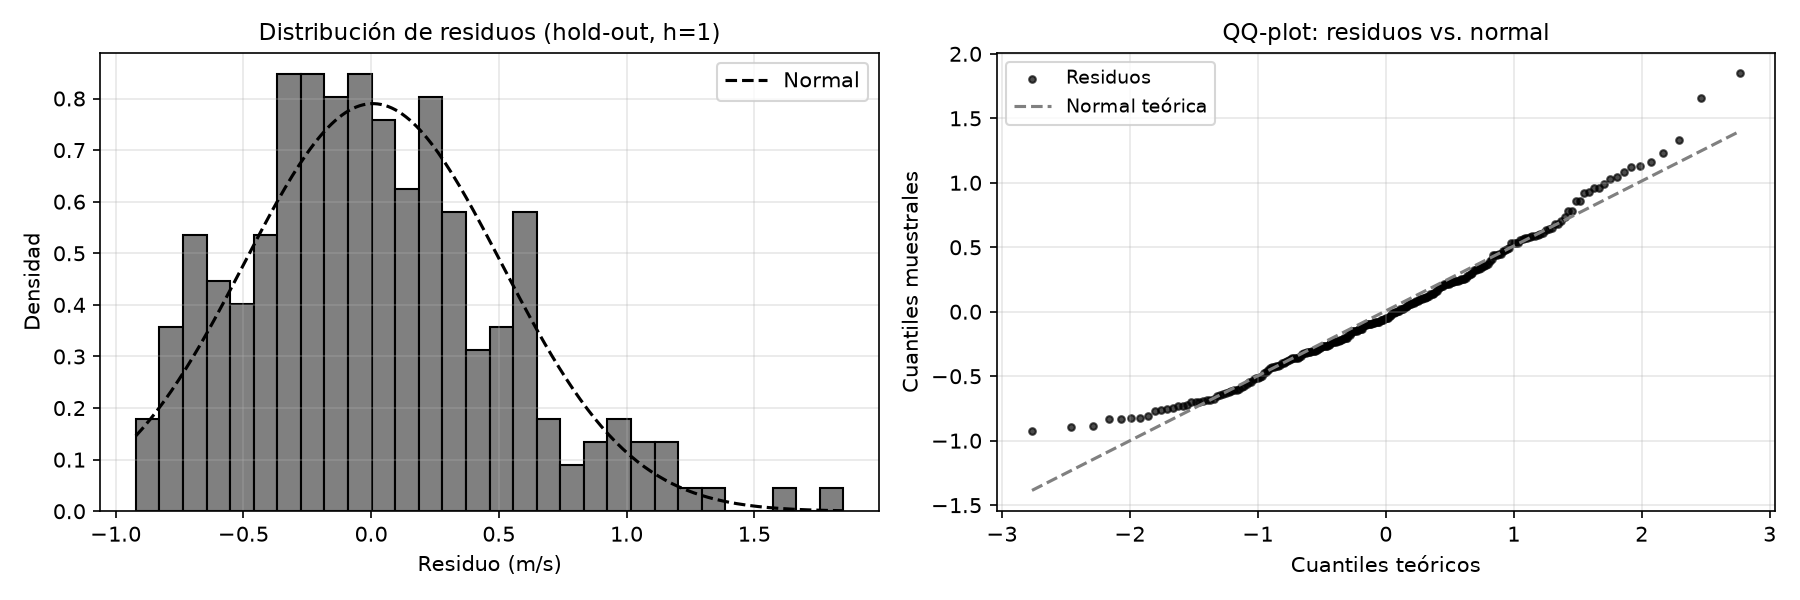 Distribución de residuos (hold-out, h=1)
Normal
Densidad
0.8
0.7
0.6
0.5
0.4
0.3
0.2
0.1
0.0
−1.0 −0.5 0.0 0.5 1.0 1.5
Residuo (m/s)
QQ-plot: residuos vs. normal
Residuos
Normal teórica
Cuantiles muestrales
2.0
1.5
1.0
0.5
0.0
−0.5
−1.0
−1.5
−3 −2 −1 0 1 2 3
Cuantiles teóricos